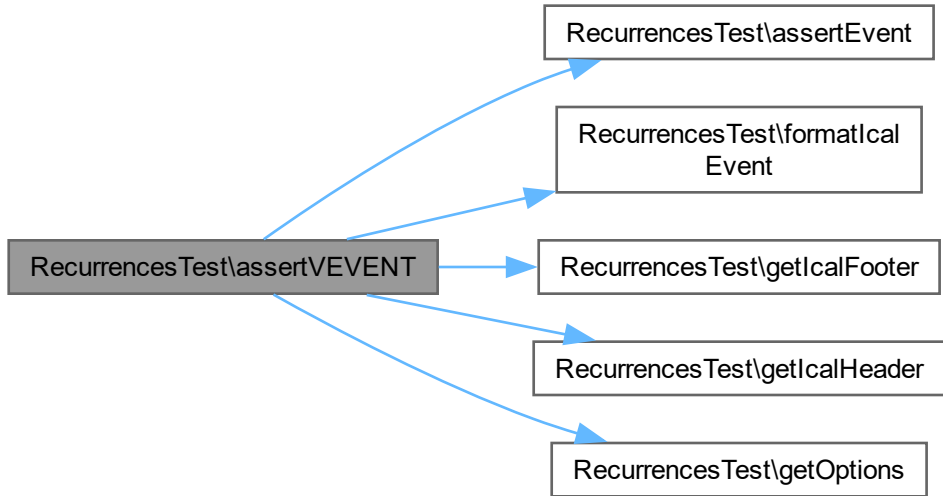 RecurrencesTest\assertEvent
RecurrencesTest\formatIcal
Event
RecurrencesTest\assertVEVENT
RecurrencesTest\getIcalFooter
RecurrencesTest\getIcalHeader
RecurrencesTest\getOptions